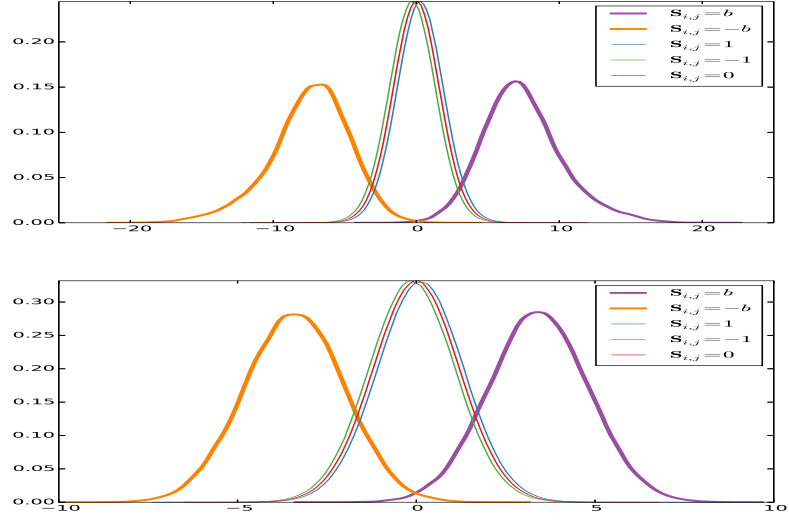 0.20
0.15
0.10
0.05
0.00
−20
−10
0
10
20
S_{i,j} = b
S_{i,j} = −b
S_{i,j} = 1
S_{i,j} = −1
S_{i,j} = 0
0.30
0.25
0.20
0.15
0.10
0.05
0.00
−10
−5
0
5
10
S_{i,j} = b
S_{i,j} = −b
S_{i,j} = 1
S_{i,j} = −1
S_{i,j} = 0